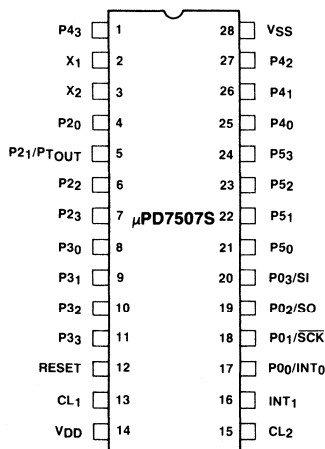 P43 1 28 VSS
X1 2 27 P42
X2 3 26 P41
P20 4 25 P40
P21/PTOUT 5 24 P53
P22 6 23 P52
P23 7 µPD7507S 22 P51
P30 8 21 P50
P31 9 20 P03/SI
P32 10 19 P02/SO
P33 11 18 P01/SCK
RESET 12 17 P00/INT0
CL1 13 16 INT1
VDD 14 15 CL2